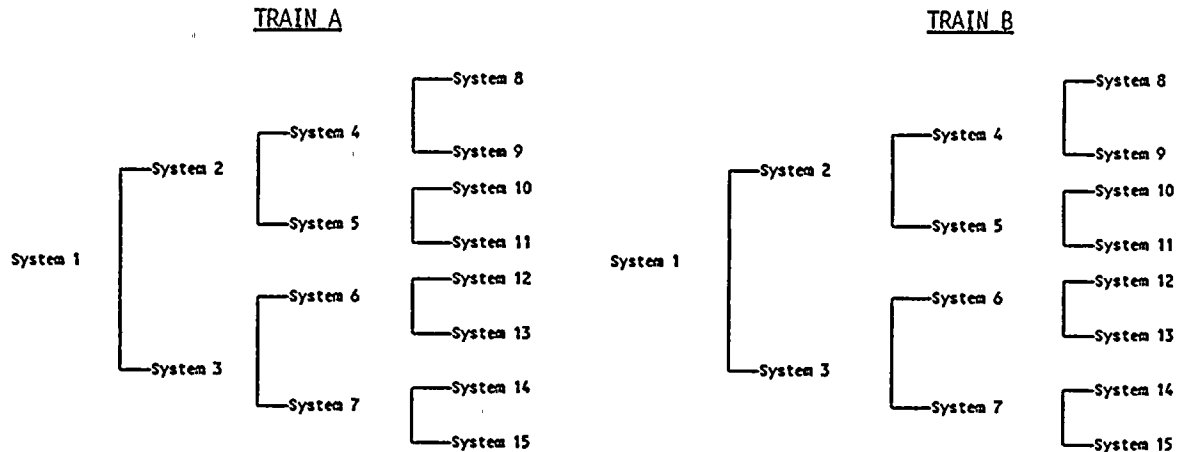 TRAIN A
System 8
System 4
System 9
System 2
System 10
System 5
System 11
System 1
System 12
System 6
System 13
System 3
System 14
System 7
System 15
TRAIN B
System 8
System 4
System 9
System 2
System 10
System 5
System 11
System 1
System 12
System 6
System 13
System 3
System 14
System 7
System 15